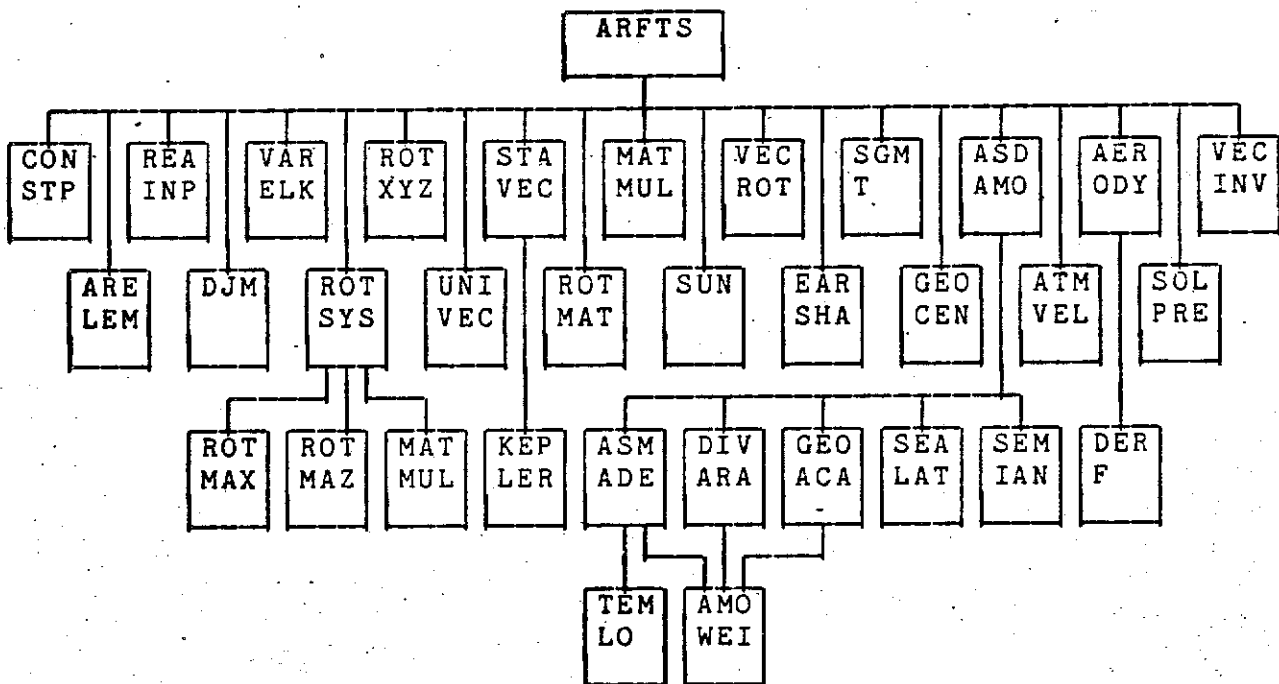 ARFTS
CON REA VAR ROT STA MAT VEC SGM ASD AER VEC
STP INP ELK XYZ VEC MUL ROT T AMO ODY INV
ARE DJM ROT UNI ROT SUN EAR GEO ATM SOL
LEM SYS VEC MAT SHA CEN VEL PRE
ROT ROT MAT KEP ASM DIV GEO SEA SEM DER
MAX MAZ MUL LER ADE ARA ACA LAT IAN F
TEM AMO
LO WEI